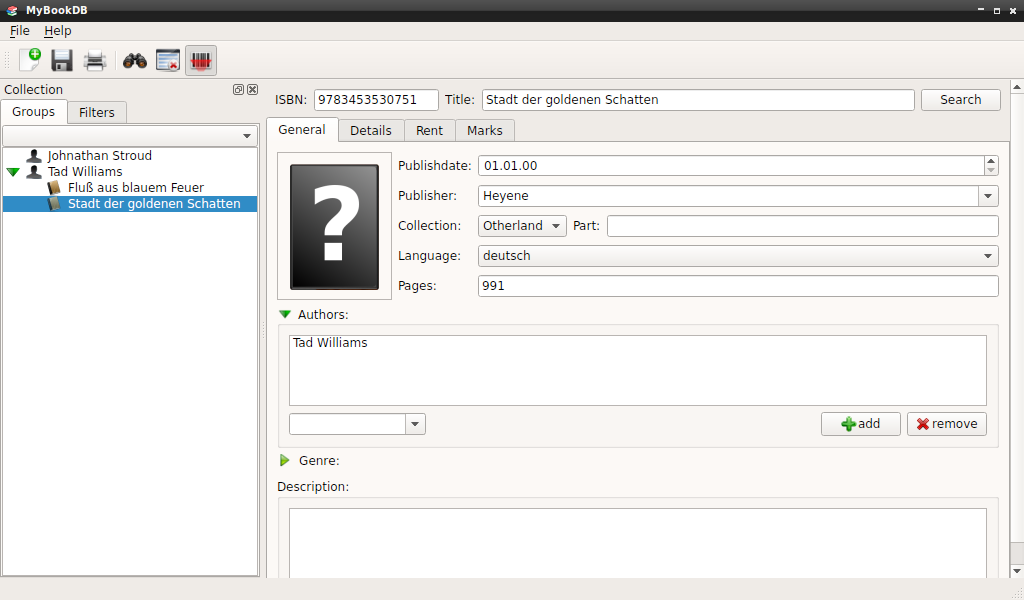 MyBookDB
File Help
Collection
Groups Filters
Johnathan Stroud
Tad Williams
Fluß aus blauem Feuer
Stadt der goldenen Schatten
ISBN: 9783453530751 Title: Stadt der goldenen Schatten Search
General Details Rent Marks
?
Publishdate: 01.01.00
Publisher: Heyene
Collection: Otherland Part:
Language: deutsch
Pages: 991
Authors:
Tad Williams
add remove
Genre:
Description: